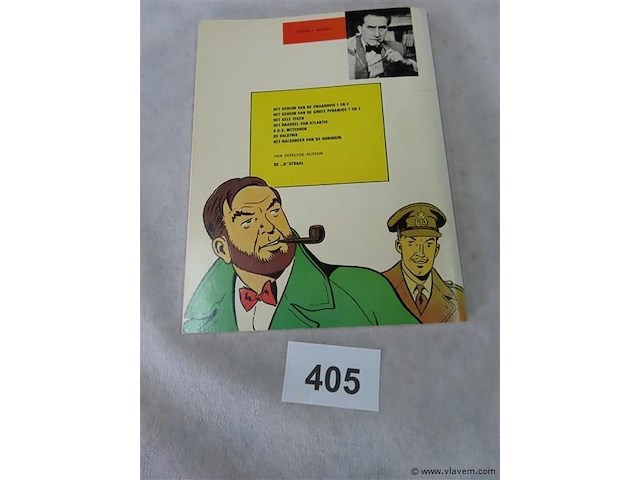 EDGAR P. JACOBS
HET GEHEIM VAN DE ZWAARDVIS 1 EN 2
HET GEHEIM VAN DE GROTE PYRAMIDE 1 EN 2
HET GELE TEKEN
HET RAADSEL VAN ATLANTIS
S.O.S. METEOREN
DE VALSTRIK
HET HALSSNOER VAN DE KONINGIN
VAN DEZELFDE AUTEUR:
DE „U" STRAAL
405
© www.vlavem.com